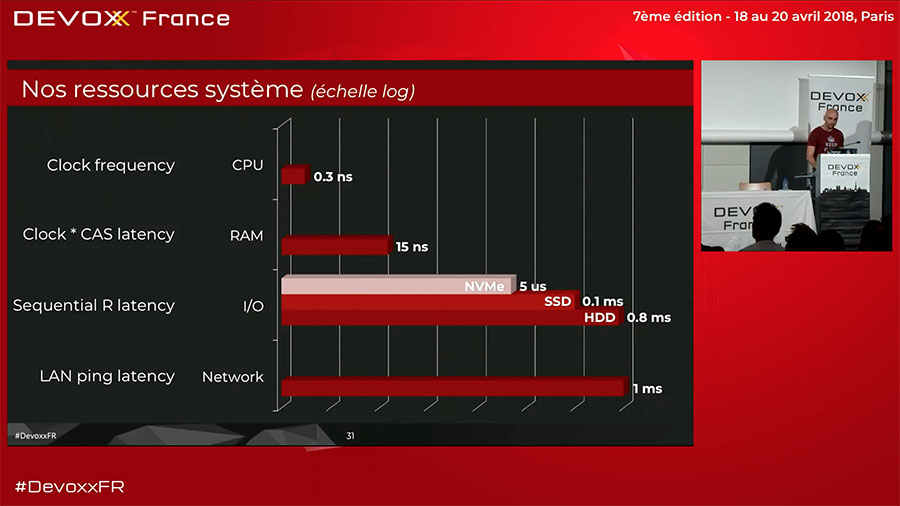 DEVOXX™ France
7ème édition - 18 au 20 avril 2018, Paris
Nos ressources système (échelle log)
Clock frequency CPU 0.3 ns
Clock * CAS latency RAM 15 ns
NVMe 5 us
Sequential R latency I/O SSD 0.1 ms
HDD 0.8 ms
LAN ping latency Network 1 ms
#DevoxxFR 31
DEVOXX
France
KEEP
DEVOXX
France
DEVOXX
France
#DevoxxFR